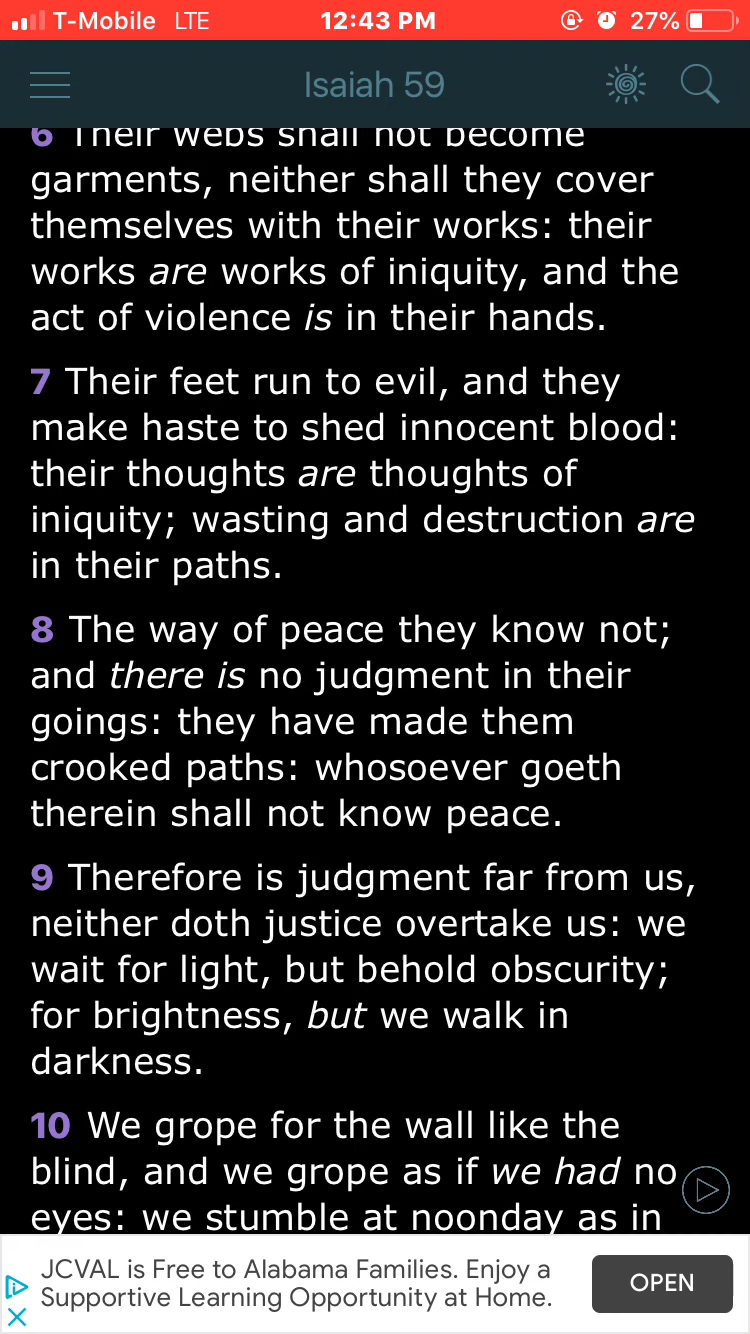 T-Mobile LTE 12:43 PM 27%
Isaiah 59
6 Their webs shall not become
garments, neither shall they cover
themselves with their works: their
works are works of iniquity, and the
act of violence is in their hands.
7 Their feet run to evil, and they
make haste to shed innocent blood:
their thoughts are thoughts of
iniquity; wasting and destruction are
in their paths.
8 The way of peace they know not;
and there is no judgment in their
goings: they have made them
crooked paths: whosoever goeth
therein shall not know peace.
9 Therefore is judgment far from us,
neither doth justice overtake us: we
wait for light, but behold obscurity;
for brightness, but we walk in
darkness.
10 We grope for the wall like the
blind, and we grope as if we had no
eyes: we stumble at noonday as in
JCVAL is Free to Alabama Families. Enjoy a
Supportive Learning Opportunity at Home.
OPEN